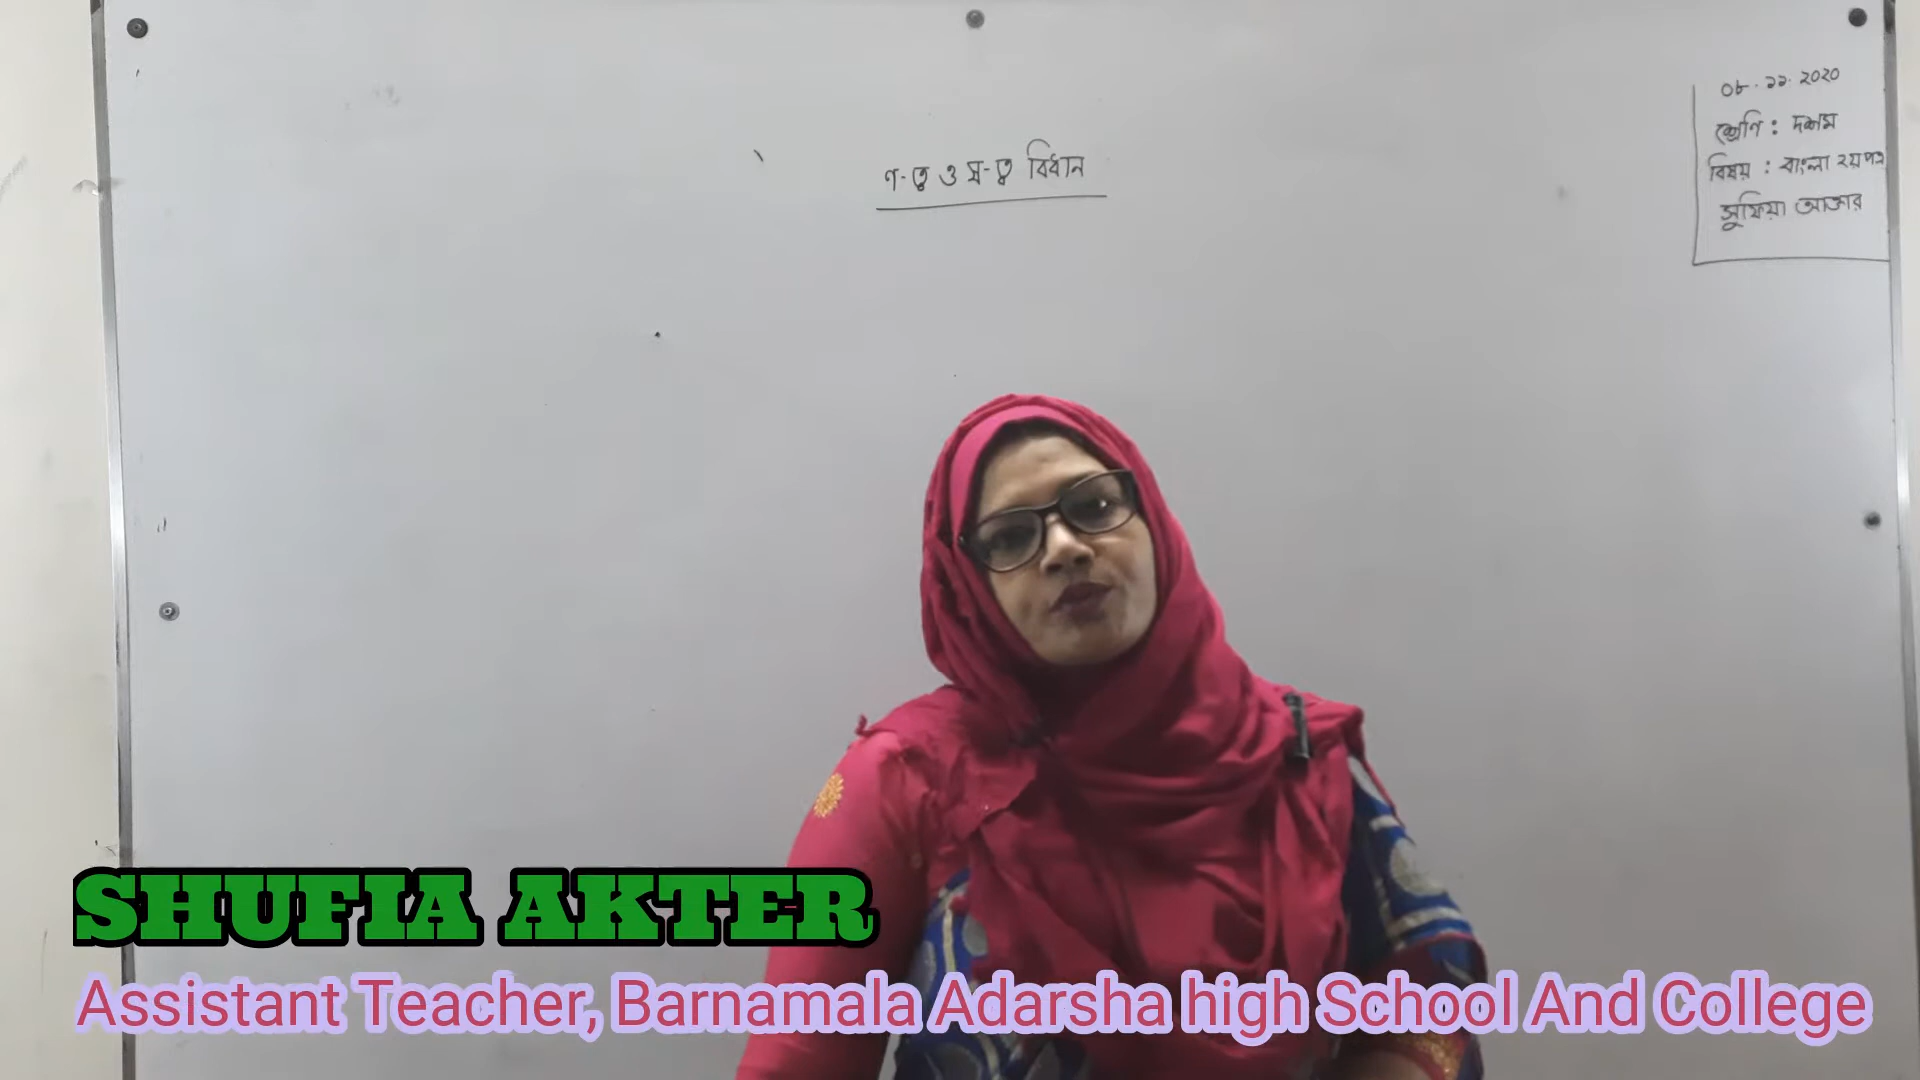 ণ-ত্ব ও ষ-ত্ব বিধান
০৮.১১.২০২০
শ্রেণি : দশম
বিষয় : বাংলা ২য় পত্র
সুফিয়া আক্তার
SHUFIA AKTER
Assistant Teacher, Barnamala Adarsha high School And College